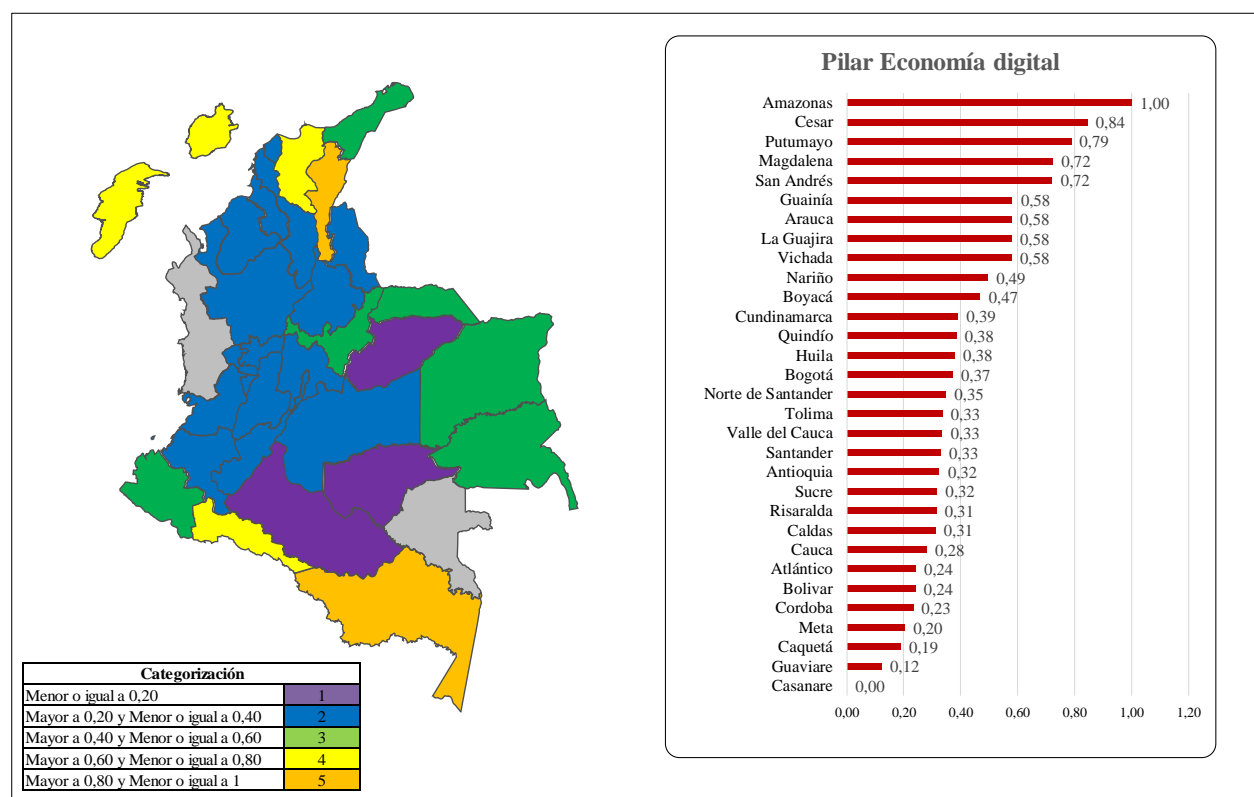 Pilar Economía digital
Amazonas 1,00
Cesar 0,84
Putumayo 0,79
Magdalena 0,72
San Andrés 0,72
Guainía 0,58
Arauca 0,58
La Guajira 0,58
Vichada 0,58
Nariño 0,49
Boyacá 0,47
Cundinamarca 0,39
Quindío 0,38
Huila 0,38
Bogotá 0,37
Norte de Santander 0,35
Tolima 0,33
Valle del Cauca 0,33
Santander 0,33
Antioquia 0,32
Sucre 0,32
Risaralda 0,31
Caldas 0,31
Cauca 0,28
Atlántico 0,24
Bolivar 0,24
Cordoba 0,23
Meta 0,20
Caquetá 0,19
Guaviare 0,12
Casanare 0,00
0,00 0,20 0,40 0,60 0,80 1,00 1,20
Categorización
Menor o igual a 0,20 1
Mayor a 0,20 y Menor o igual a 0,40 2
Mayor a 0,40 y Menor o igual a 0,60 3
Mayor a 0,60 y Menor o igual a 0,80 4
Mayor a 0,80 y Menor o igual a 1 5